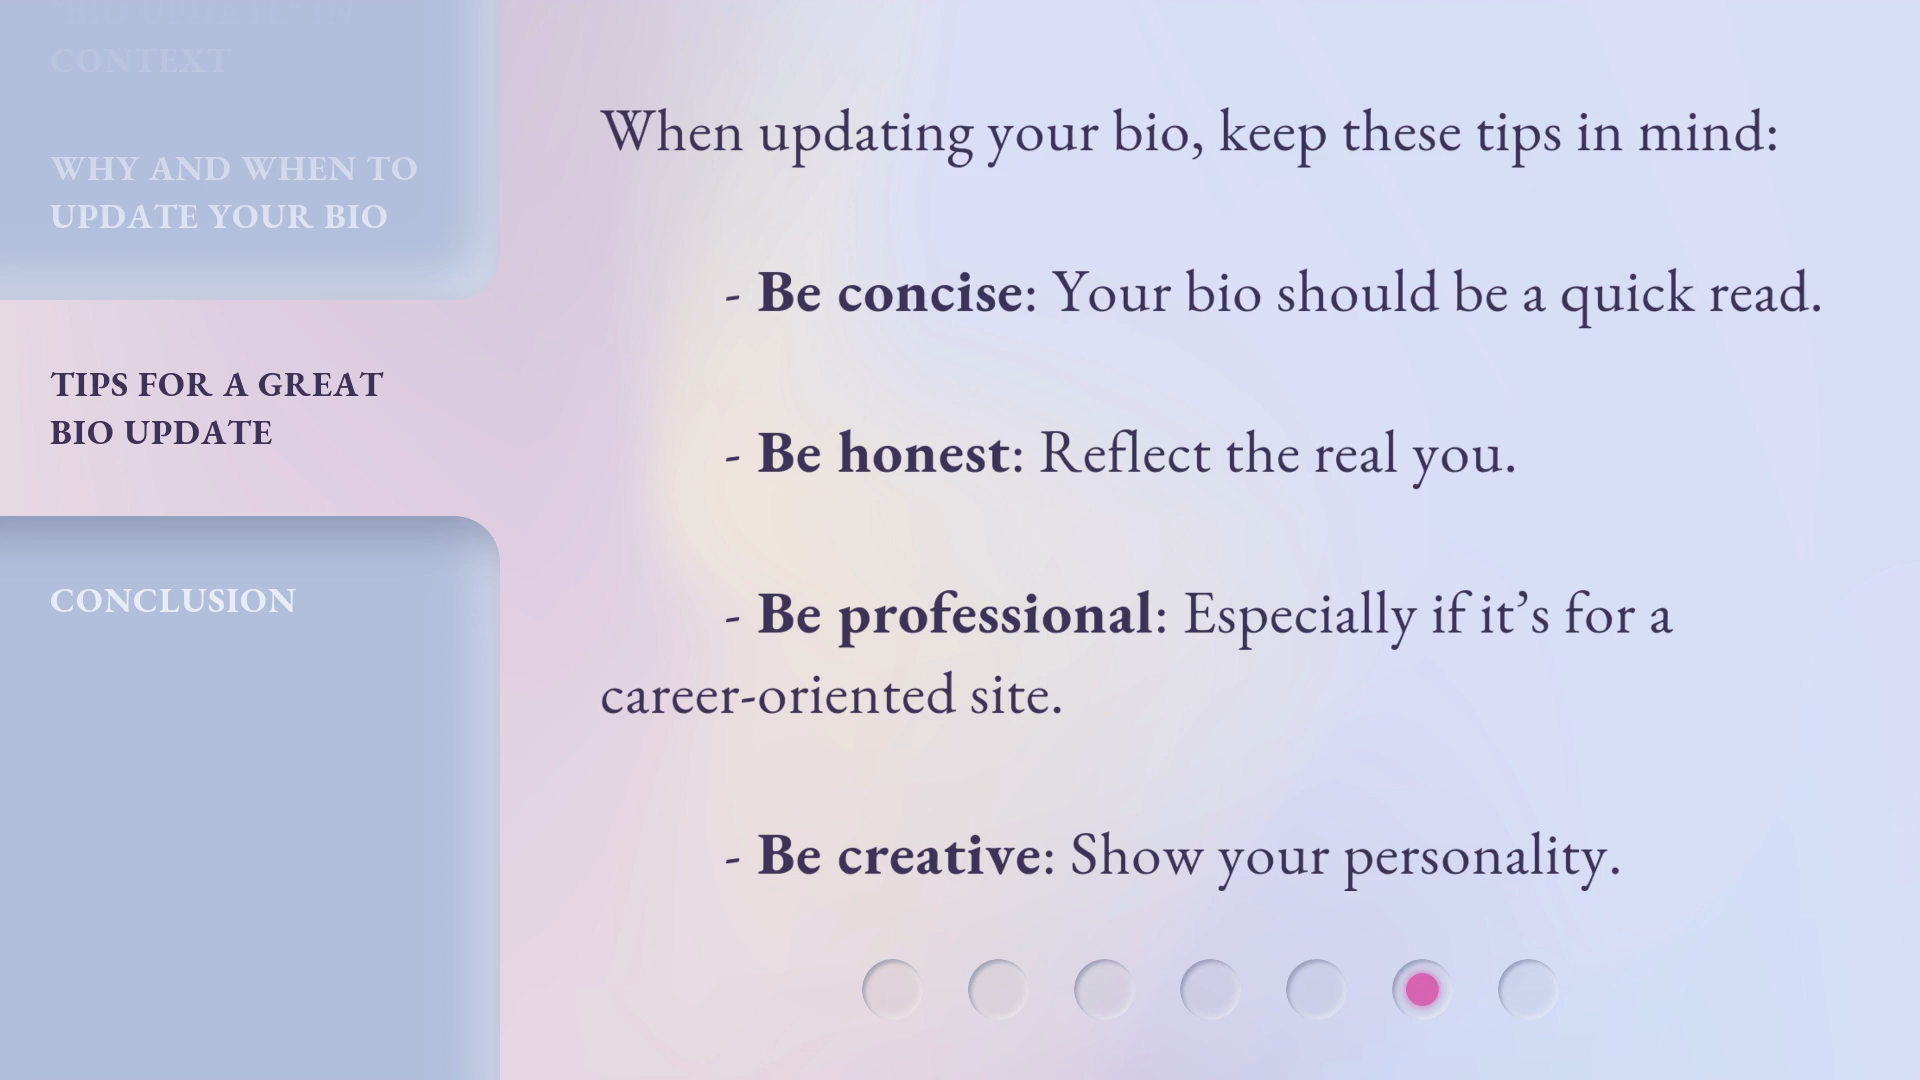 CONTEXT
WHY AND WHEN TO
UPDATE YOUR BIO
TIPS FOR A GREAT
BIO UPDATE
CONCLUSION
When updating your bio, keep these tips in mind:
- Be concise: Your bio should be a quick read.
- Be honest: Reflect the real you.
- Be professional: Especially if it’s for a
career-oriented site.
- Be creative: Show your personality.